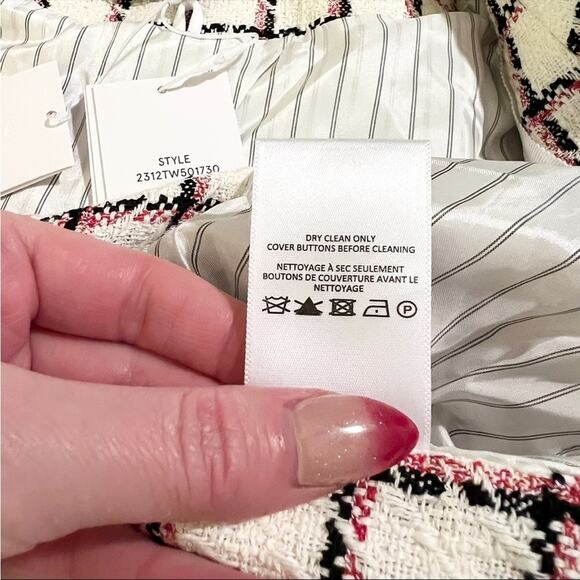 STYLE
2312TW501730
DRY CLEAN ONLY
COVER BUTTONS BEFORE CLEANING
NETTOYAGE À SEC SEULEMENT
BOUTONS DE COUVERTURE AVANT LE
NETTOYAGE
P